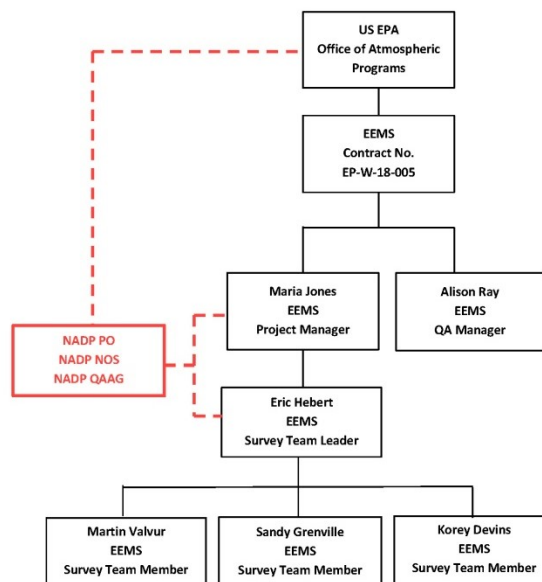 US EPA
Office of Atmospheric
Programs
EEMS
Contract No.
EP-W-18-005
Maria Jones
EEMS
Project Manager
Alison Ray
EEMS
QA Manager
NADP PO
NADP NOS
NADP QAAG
Eric Hebert
EEMS
Survey Team Leader
Martin Valvur
EEMS
Survey Team Member
Sandy Grenville
EEMS
Survey Team Member
Korey Devins
EEMS
Survey Team Member